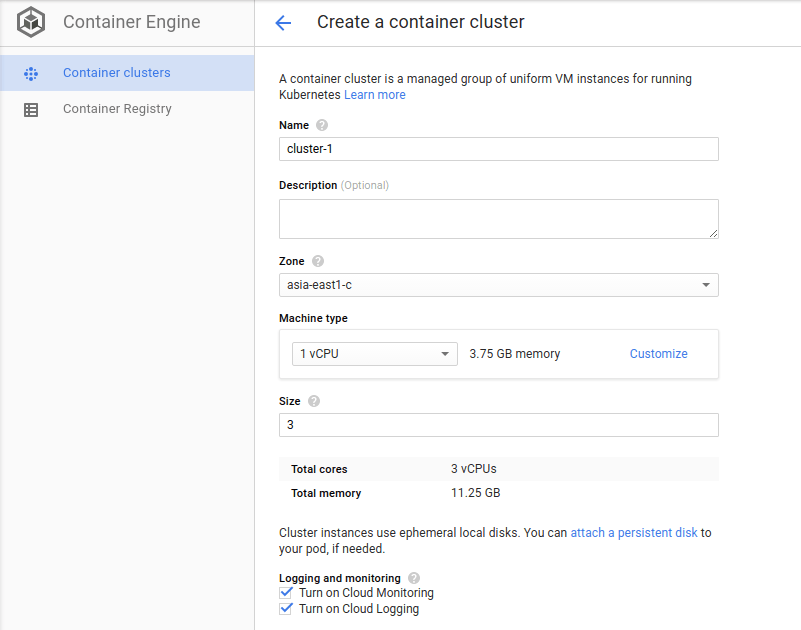 Container Engine
Create a container cluster
Container clusters
Container Registry
A container cluster is a managed group of uniform VM instances for running
Kubernetes Learn more
Name ?
cluster-1
Description (Optional)
Zone ?
asia-east1-c
Machine type
1 vCPU 3.75 GB memory Customize
Size ?
3
Total cores 3 vCPUs
Total memory 11.25 GB
Cluster instances use ephemeral local disks. You can attach a persistent disk to
your pod, if needed.
Logging and monitoring ?
Turn on Cloud Monitoring
Turn on Cloud Logging